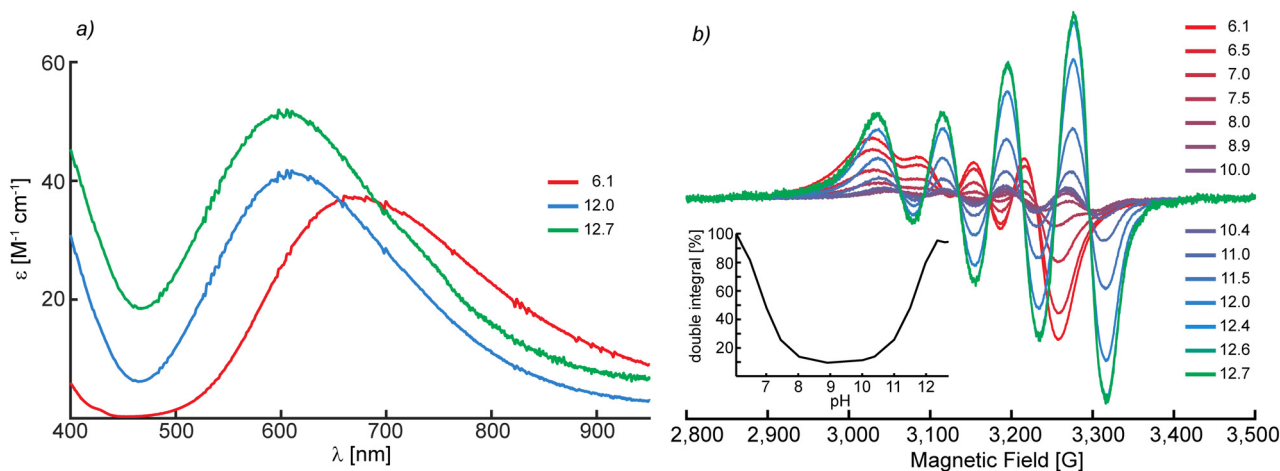 a)
60
40
20
ε [M⁻¹ cm⁻¹]
6.1
12.0
12.7
400 500 600 700 800 900
λ [nm]
b)
6.1
6.5
7.0
7.5
8.0
8.9
10.0
10.4
11.0
11.5
12.0
12.4
12.6
12.7
100
80
60
40
20
double integral [%]
7 8 9 10 11 12
pH
2,800 2,900 3,000 3,100 3,200 3,300 3,400 3,500
Magnetic Field [G]